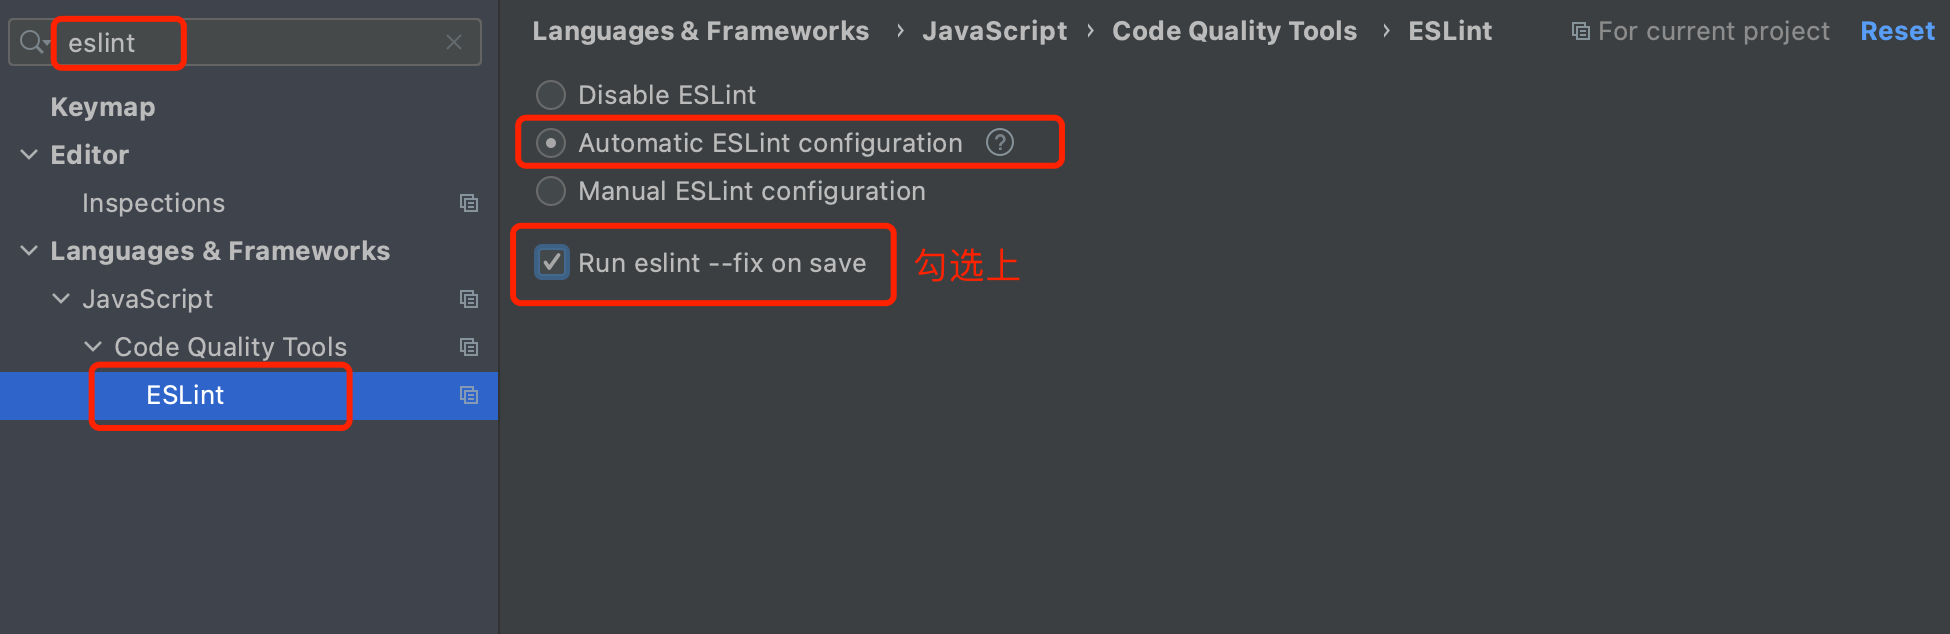 eslint
Keymap
Editor
Inspections
Languages & Frameworks
JavaScript
Code Quality Tools
ESLint
Languages & Frameworks › JavaScript › Code Quality Tools › ESLint For current project Reset
Disable ESLint
Automatic ESLint configuration ?
Manual ESLint configuration
Run eslint --fix on save 勾选上